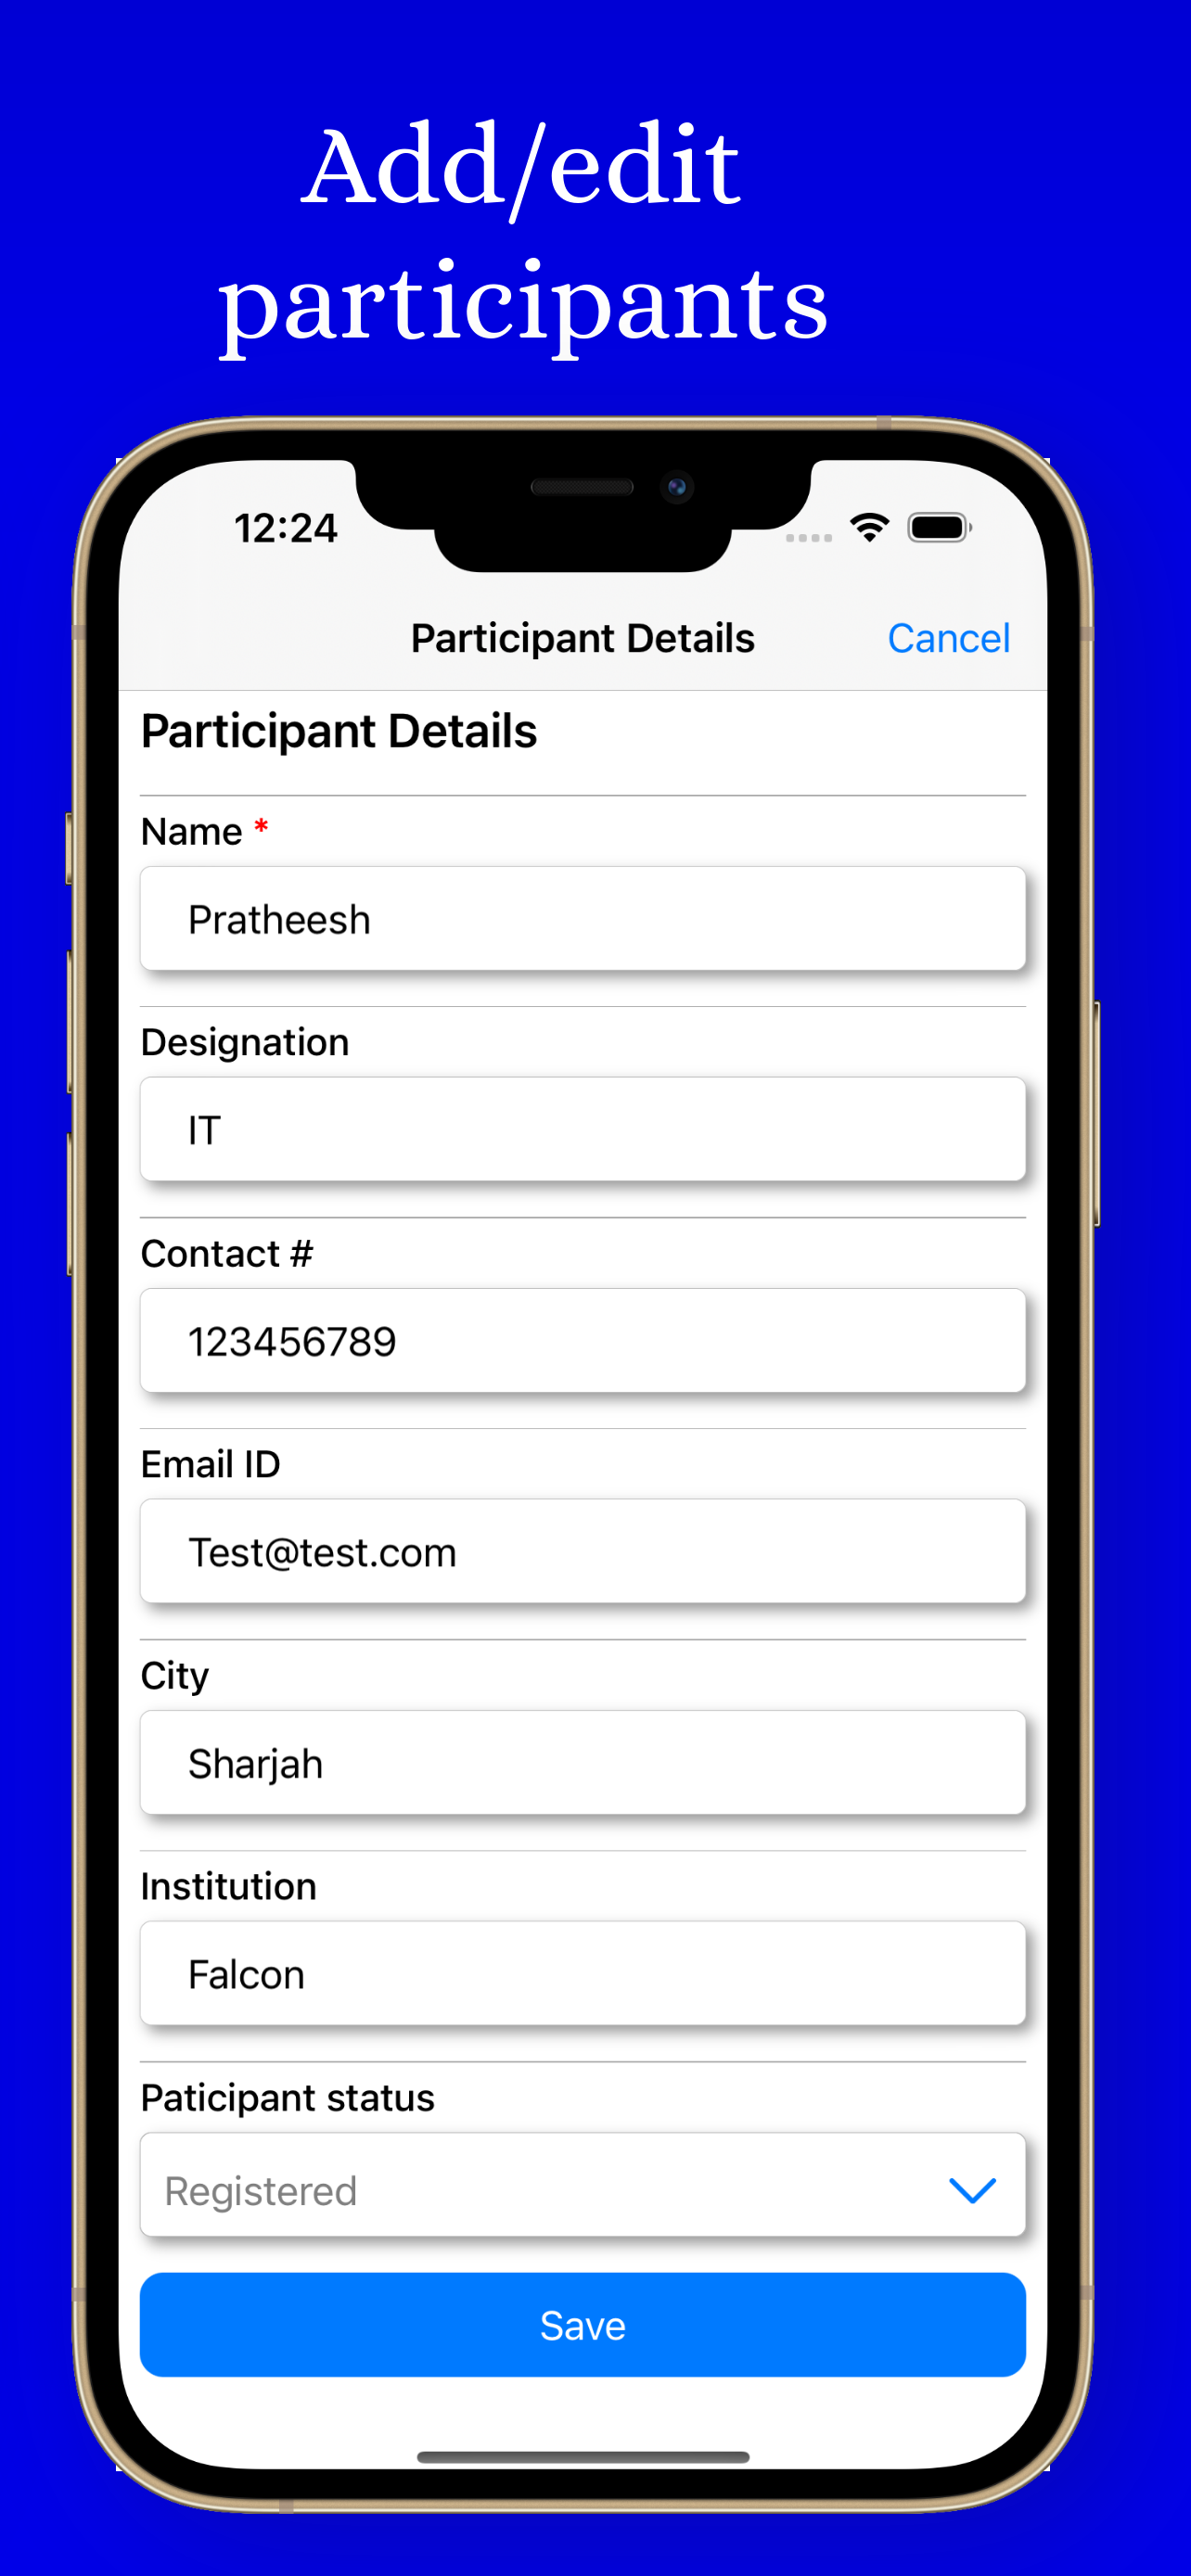 Add/edit
participants
12:24
Participant Details Cancel
Participant Details
Name *
Pratheesh
Designation
IT
Contact #
123456789
Email ID
Test@test.com
City
Sharjah
Institution
Falcon
Paticipant status
Registered
Save